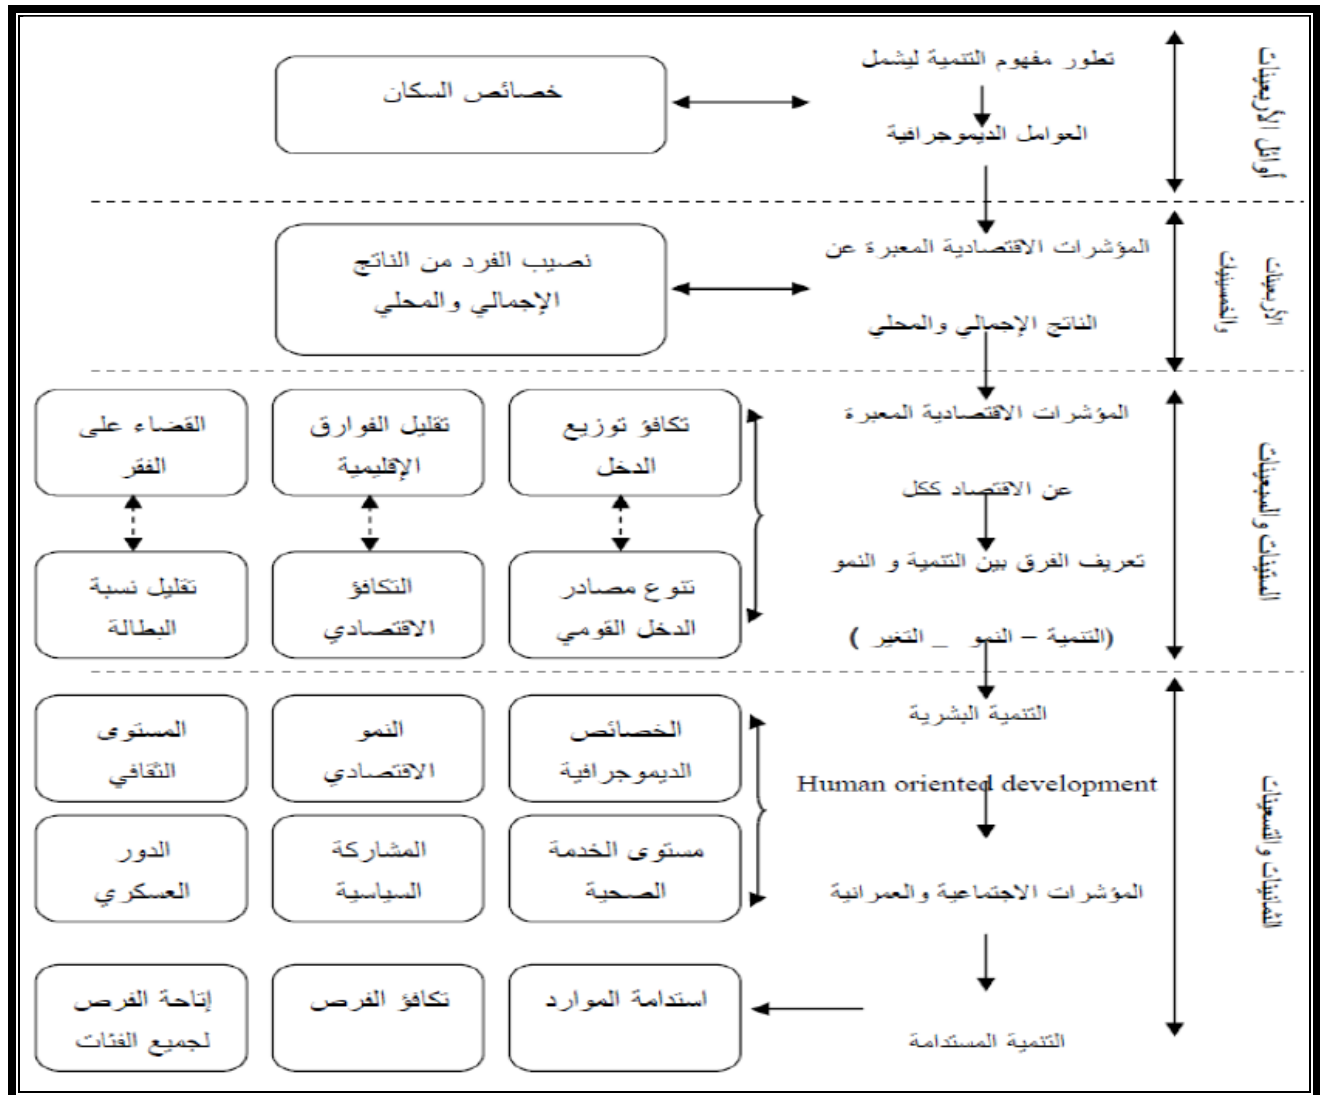 أوائل الأربعينات
تطور مفهوم التنمية ليشمل
العوامل الديموجرافية
خصائص السكان
الأربعينات
والخمسينيات
المؤشرات الاقتصادية المعبرة عن
الناتج الإجمالي والمحلي
نصيب الفرد من الناتج
الإجمالي والمحلي
الستينات والسبعينات
المؤشرات الاقتصادية المعبرة
عن الاقتصاد ككل
تعريف الفرق بين التنمية و النمو
(التنمية – النمو _ التغير )
تكافؤ توزيع
الدخل
تقليل الفوارق
الإقليمية
القضاء على
الفقر
تنوع مصادر
الدخل القومي
التكافؤ
الاقتصادي
تقليل نسبة
البطالة
الثمانينات والتسعينات
التنمية البشرية
Human oriented development
المؤشرات الاجتماعية والعمرانية
التنمية المستدامة
الخصائص
الديموجرافية
النمو
الاقتصادي
المستوى
الثقافي
مستوى الخدمة
الصحية
المشاركة
السياسية
الدور
العسكري
استدامة الموارد
تكافؤ الفرص
إتاحة الفرص
لجميع الفئات